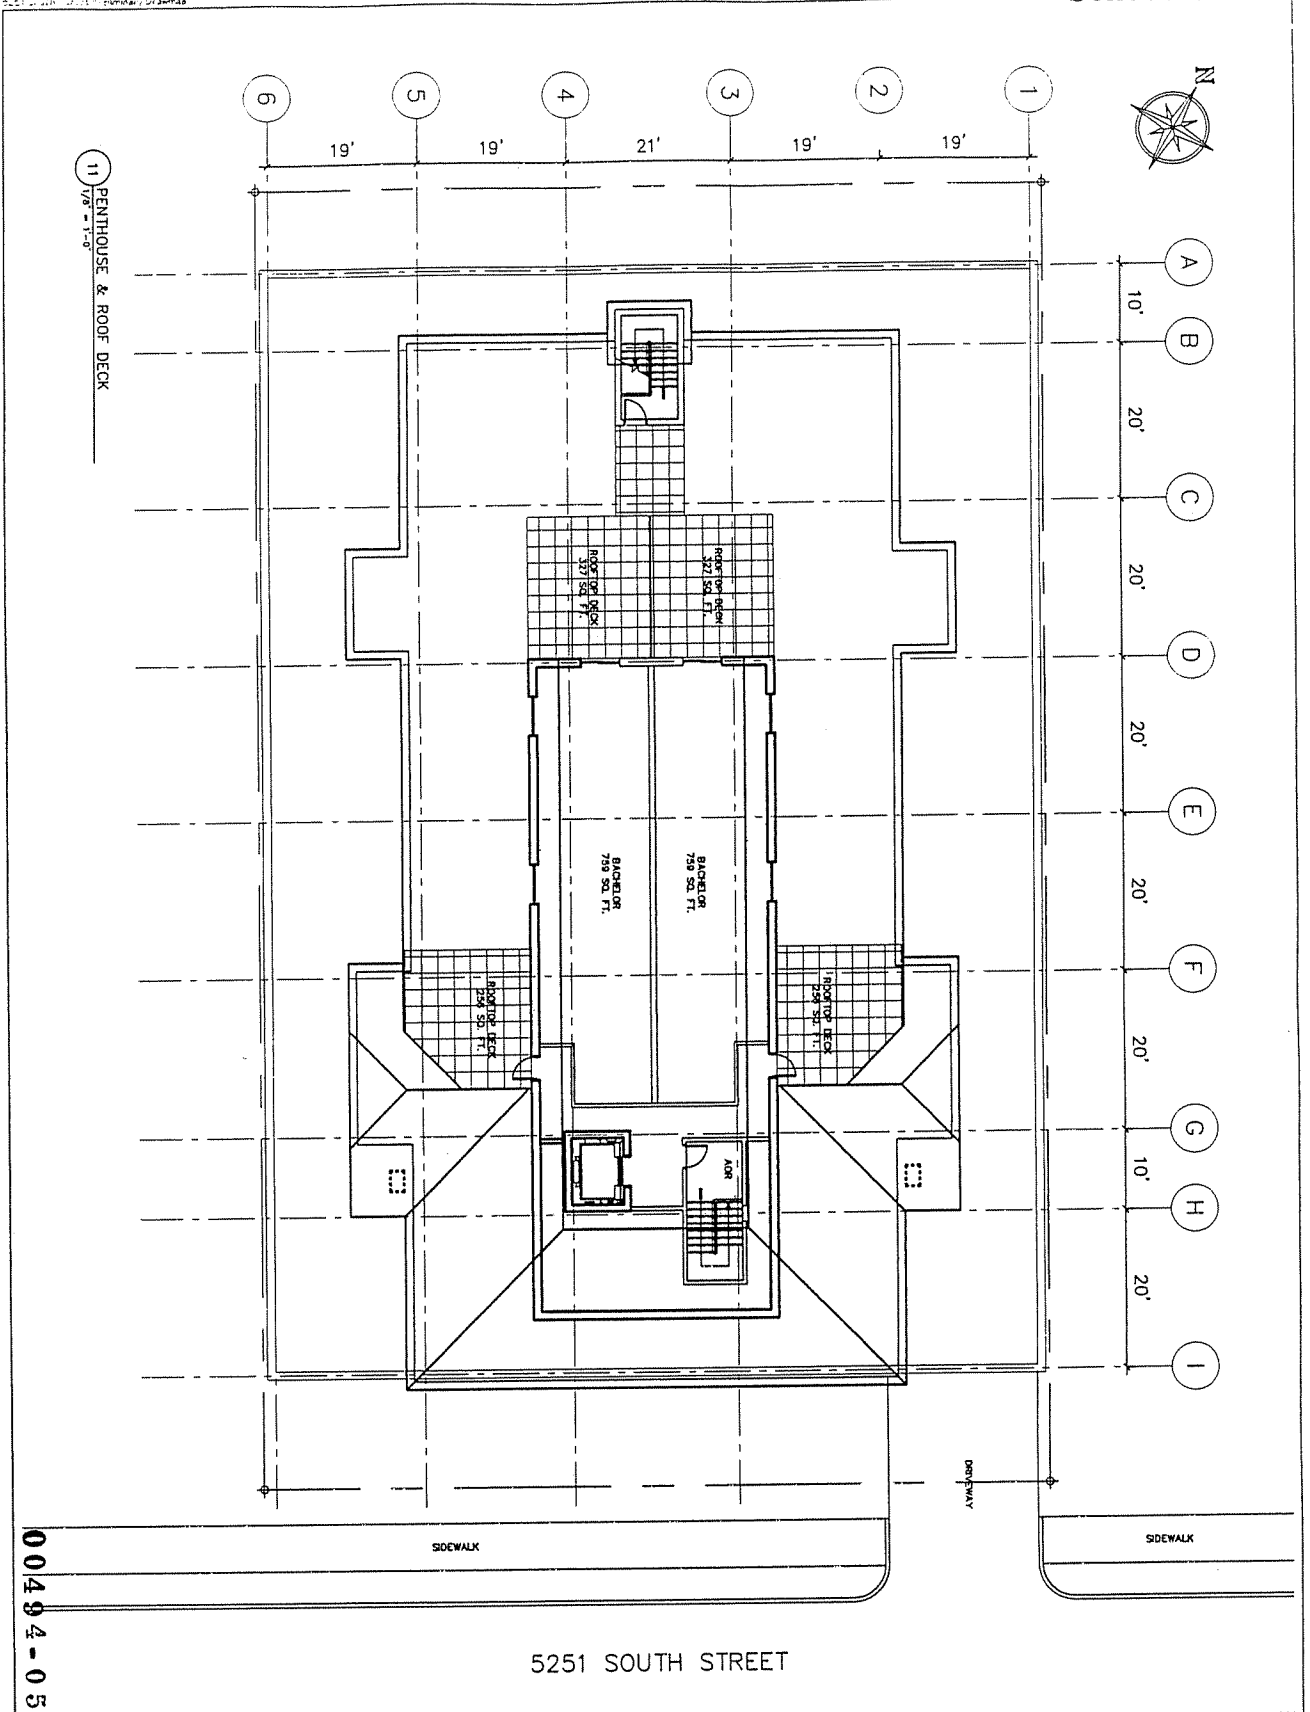 N
6
5
4
3
2
1
19'
19'
21'
19'
19'
11
PENTHOUSE & ROOF DECK
1/8" = 1'-0"
A
10'
B
20'
C
20'
D
20'
E
20'
F
20'
G
10'
H
20'
I
ROOFTOP DECK
327 SQ. FT.
ROOFTOP DECK
327 SQ. FT.
BACHELOR
759 SQ. FT.
BACHELOR
759 SQ. FT.
ROOFTOP DECK
256 SQ. FT.
ROOFTOP DECK
256 SQ. FT.
AOR
DRIVEWAY
SIDEWALK
SIDEWALK
5251 SOUTH STREET
00494-05